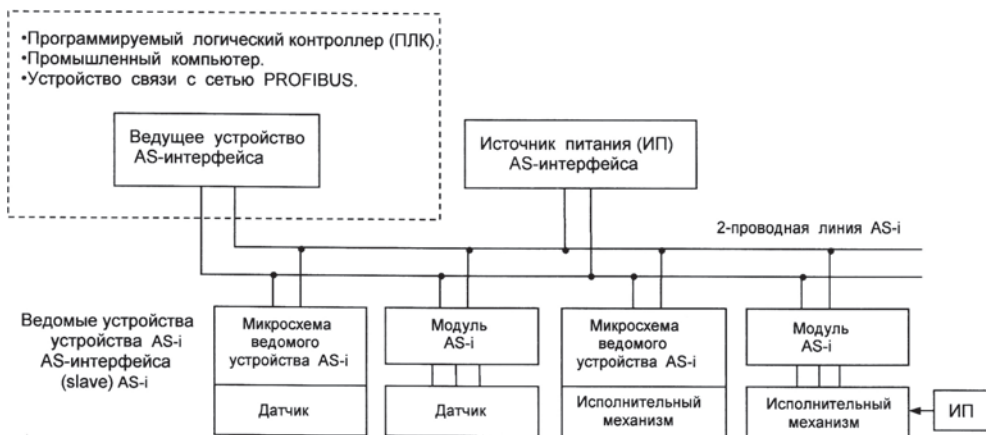 •Программируемый логический контроллер (ПЛК).
•Промышленный компьютер.
•Устройство связи с сетью PROFIBUS.
Ведущее устройство
AS-интерфейса
Источник питания (ИП)
AS-интерфейса
2-проводная линия AS-i
Ведомые устройства
устройства AS-i
AS-интерфейса
(slave) AS-i
Микросхема
ведомого
устройства AS-i
Датчик
Модуль
AS-i
Датчик
Микросхема
ведомого
устройства AS-i
Исполнительный
механизм
Модуль
AS-i
Исполнительный
механизм
ИП